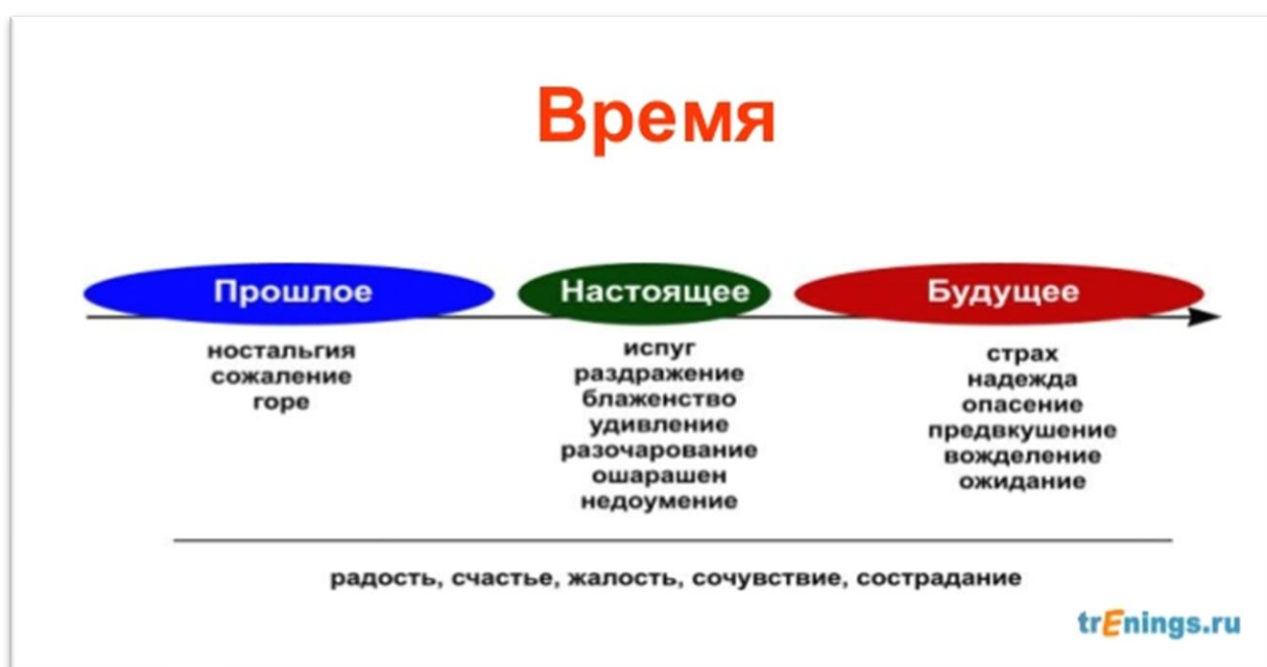 Время
Прошлое
ностальгия
сожаление
горе
Настоящее
испуг
раздражение
блаженство
удивление
разочарование
ошарашен
недоумение
Будущее
страх
надежда
опасение
предвкушение
вожделение
ожидание
радость, счастье, жалость, сочувствие, сострадание
trEnings.ru